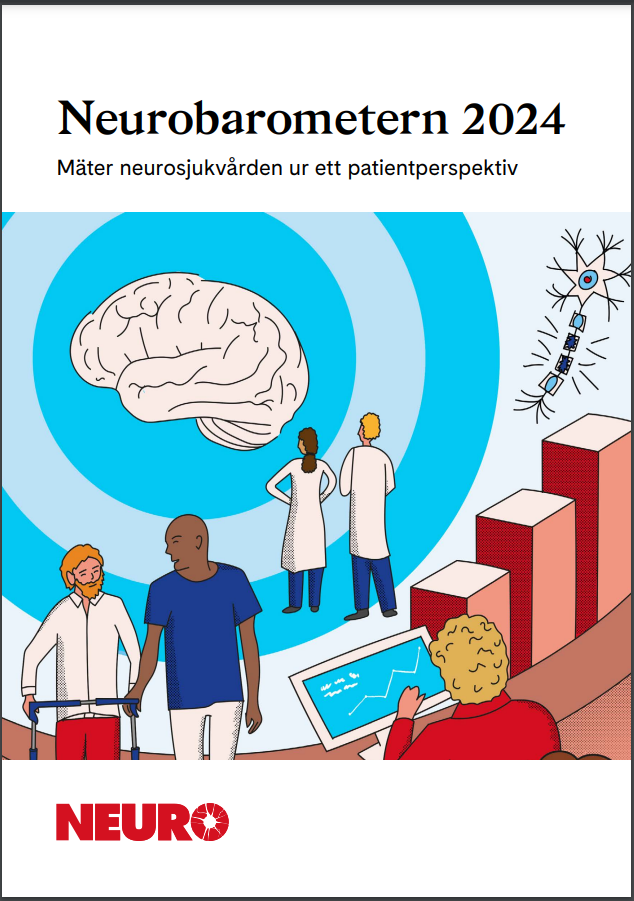 Neurobarometern 2024
Mäter neurosjukvården ur ett patientperspektiv
NEURO